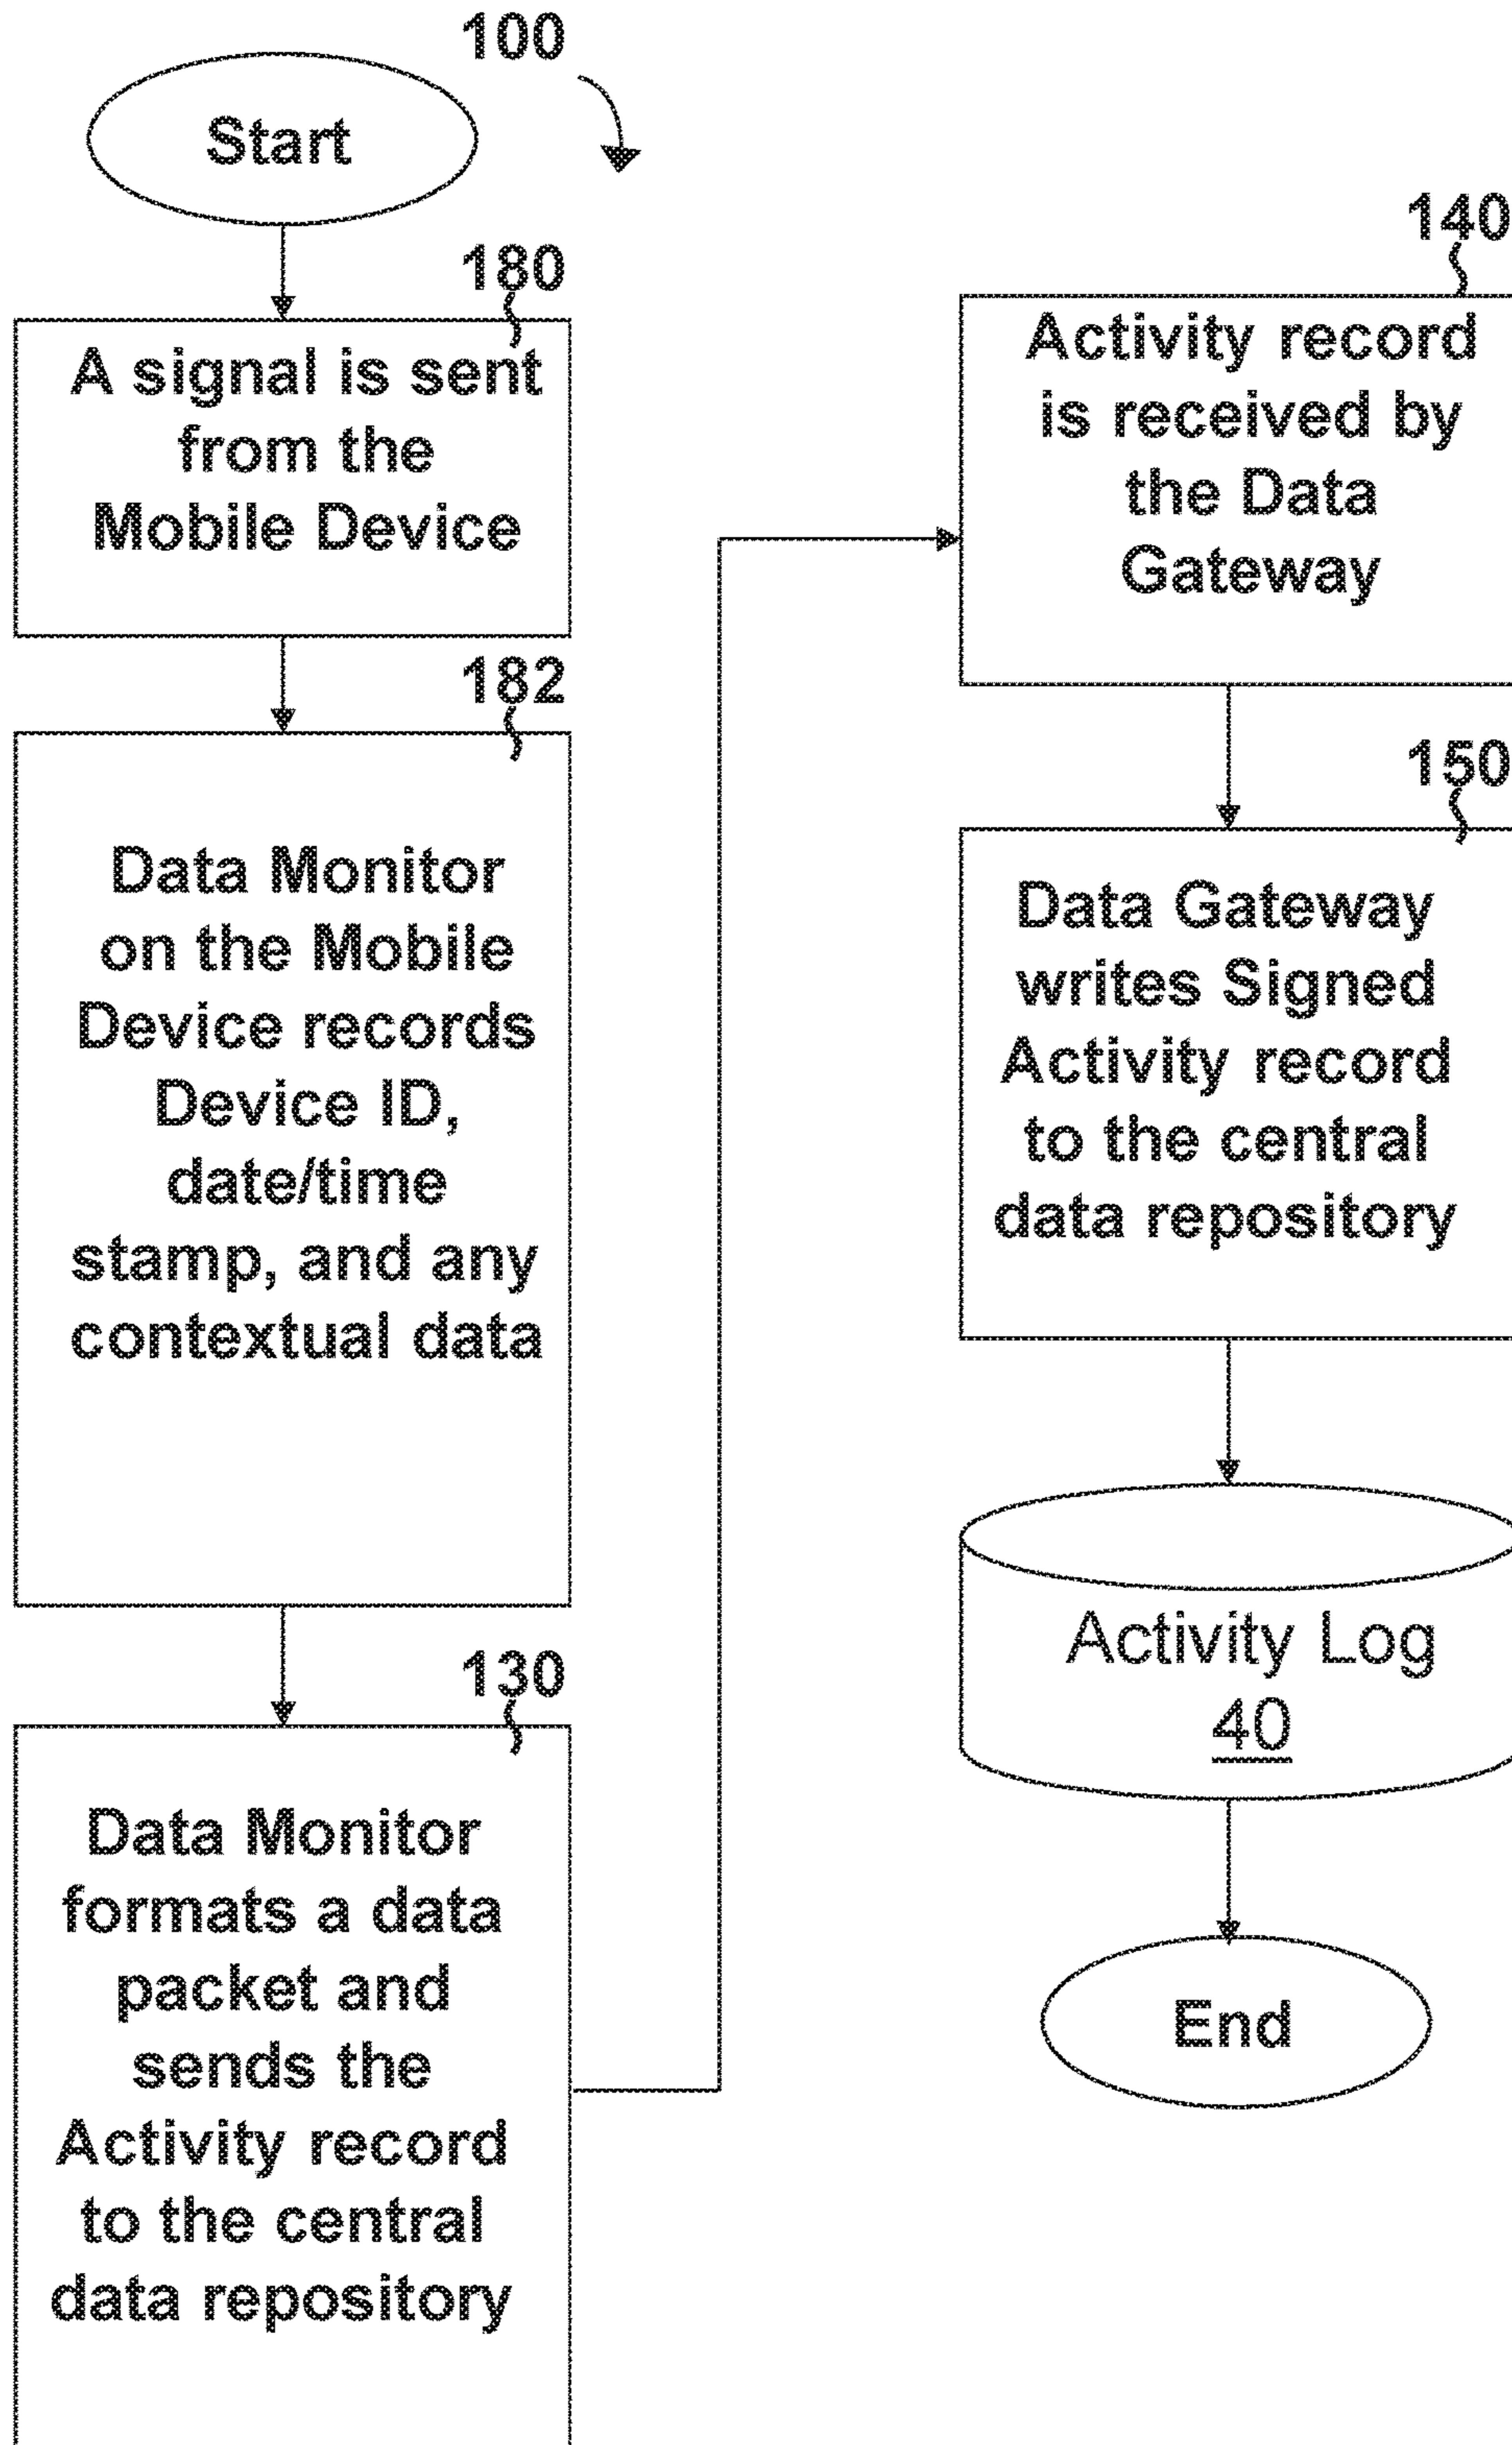 100
Start
180
A signal is sent
from the
Mobile Device
182
Data Monitor
on the Mobile
Device records
Device ID,
date/time
stamp, and any
contextual data
130
Data Monitor
formats a data
packet and
sends the
Activity record
to the central
data repository
140
Activity record
is received by
the Data
Gateway
150
Data Gateway
writes Signed
Activity record
to the central
data repository
Activity Log
40
End